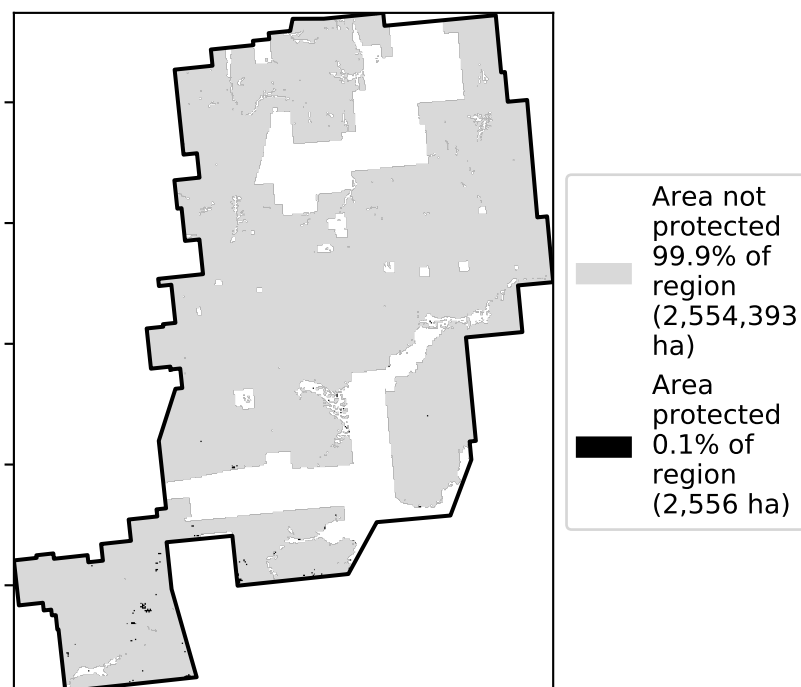 Area not
protected
99.9% of
region
(2,554,393
ha)
Area
protected
0.1% of
region
(2,556 ha)